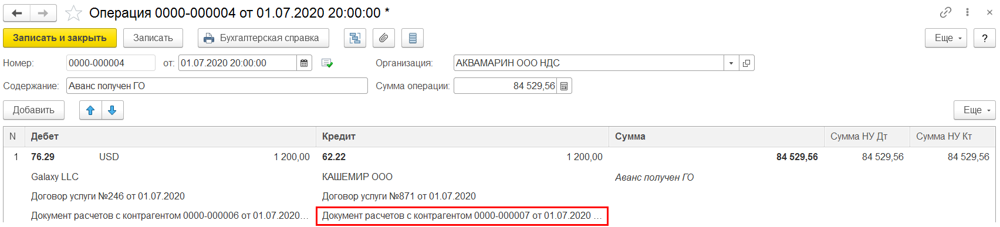 Операция 0000-000004 от 01.07.2020 20:00:00 *
Записать и закрыть Записать Бухгалтерская справка Еще ?
Номер: 0000-000004 от: 01.07.2020 20:00:00 Организация: АКВАМАРИН ООО НДС
Содержание: Аванс получен ГО Сумма операции: 84 529,56
Добавить Еще
N Дебет Кредит Сумма Сумма НУ Дт Сумма НУ Кт
1 76.29 USD 1 200,00 62.22 1 200,00 84 529,56 84 529,56 84 529,56
Galaxy LLC КАШЕМИР ООО Аванс получен ГО
Договор услуги №246 от 01.07.2020 Договор услуги №871 от 01.07.2020
Документ расчетов с контрагентом 0000-000006 от 01.07.2020... Документ расчетов с контрагентом 0000-000007 от 01.07.2020 ...